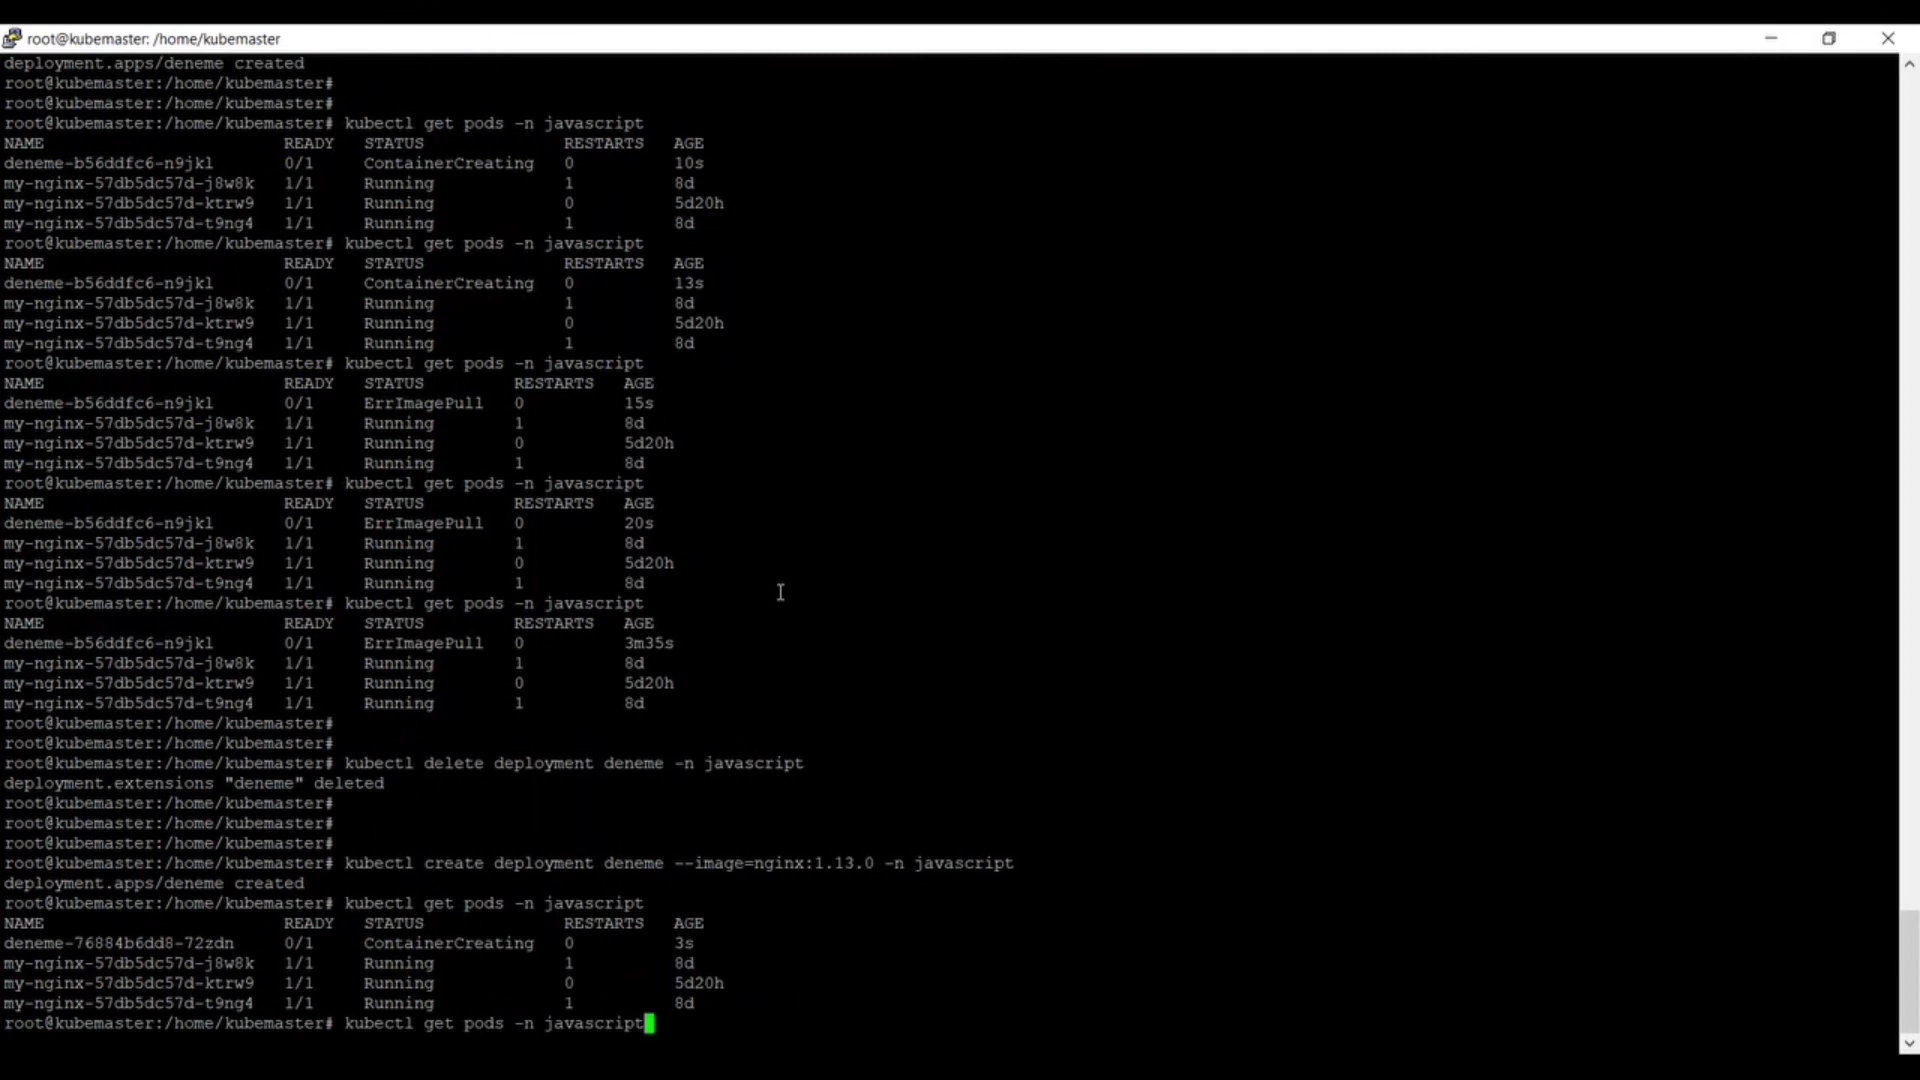 root@kubemaster: /home/kubemaster
deployment.apps/deneme created
root@kubemaster:/home/kubemaster#
root@kubemaster:/home/kubemaster#
root@kubemaster:/home/kubemaster# kubectl get pods -n javascript
NAME READY STATUS RESTARTS AGE
deneme-b56ddfc6-n9jkl 0/1 ContainerCreating 0 10s
my-nginx-57db5dc57d-j8w8k 1/1 Running 1 8d
my-nginx-57db5dc57d-ktrw9 1/1 Running 0 5d20h
my-nginx-57db5dc57d-t9ng4 1/1 Running 1 8d
root@kubemaster:/home/kubemaster# kubectl get pods -n javascript
NAME READY STATUS RESTARTS AGE
deneme-b56ddfc6-n9jkl 0/1 ContainerCreating 0 13s
my-nginx-57db5dc57d-j8w8k 1/1 Running 1 8d
my-nginx-57db5dc57d-ktrw9 1/1 Running 0 5d20h
my-nginx-57db5dc57d-t9ng4 1/1 Running 1 8d
root@kubemaster:/home/kubemaster# kubectl get pods -n javascript
NAME READY STATUS RESTARTS AGE
deneme-b56ddfc6-n9jkl 0/1 ErrImagePull 0 15s
my-nginx-57db5dc57d-j8w8k 1/1 Running 1 8d
my-nginx-57db5dc57d-ktrw9 1/1 Running 0 5d20h
my-nginx-57db5dc57d-t9ng4 1/1 Running 1 8d
root@kubemaster:/home/kubemaster# kubectl get pods -n javascript
NAME READY STATUS RESTARTS AGE
deneme-b56ddfc6-n9jkl 0/1 ErrImagePull 0 20s
my-nginx-57db5dc57d-j8w8k 1/1 Running 1 8d
my-nginx-57db5dc57d-ktrw9 1/1 Running 0 5d20h
my-nginx-57db5dc57d-t9ng4 1/1 Running 1 8d
root@kubemaster:/home/kubemaster# kubectl get pods -n javascript
NAME READY STATUS RESTARTS AGE
deneme-b56ddfc6-n9jkl 0/1 ErrImagePull 0 3m35s
my-nginx-57db5dc57d-j8w8k 1/1 Running 1 8d
my-nginx-57db5dc57d-ktrw9 1/1 Running 0 5d20h
my-nginx-57db5dc57d-t9ng4 1/1 Running 1 8d
root@kubemaster:/home/kubemaster#
root@kubemaster:/home/kubemaster#
root@kubemaster:/home/kubemaster# kubectl delete deployment deneme -n javascript
deployment.extensions "deneme" deleted
root@kubemaster:/home/kubemaster#
root@kubemaster:/home/kubemaster#
root@kubemaster:/home/kubemaster#
root@kubemaster:/home/kubemaster# kubectl create deployment deneme --image=nginx:1.13.0 -n javascript
deployment.apps/deneme created
root@kubemaster:/home/kubemaster# kubectl get pods -n javascript
NAME READY STATUS RESTARTS AGE
deneme-76884b6dd8-72zdn 0/1 ContainerCreating 0 3s
my-nginx-57db5dc57d-j8w8k 1/1 Running 1 8d
my-nginx-57db5dc57d-ktrw9 1/1 Running 0 5d20h
my-nginx-57db5dc57d-t9ng4 1/1 Running 1 8d
root@kubemaster:/home/kubemaster# kubectl get pods -n javascript